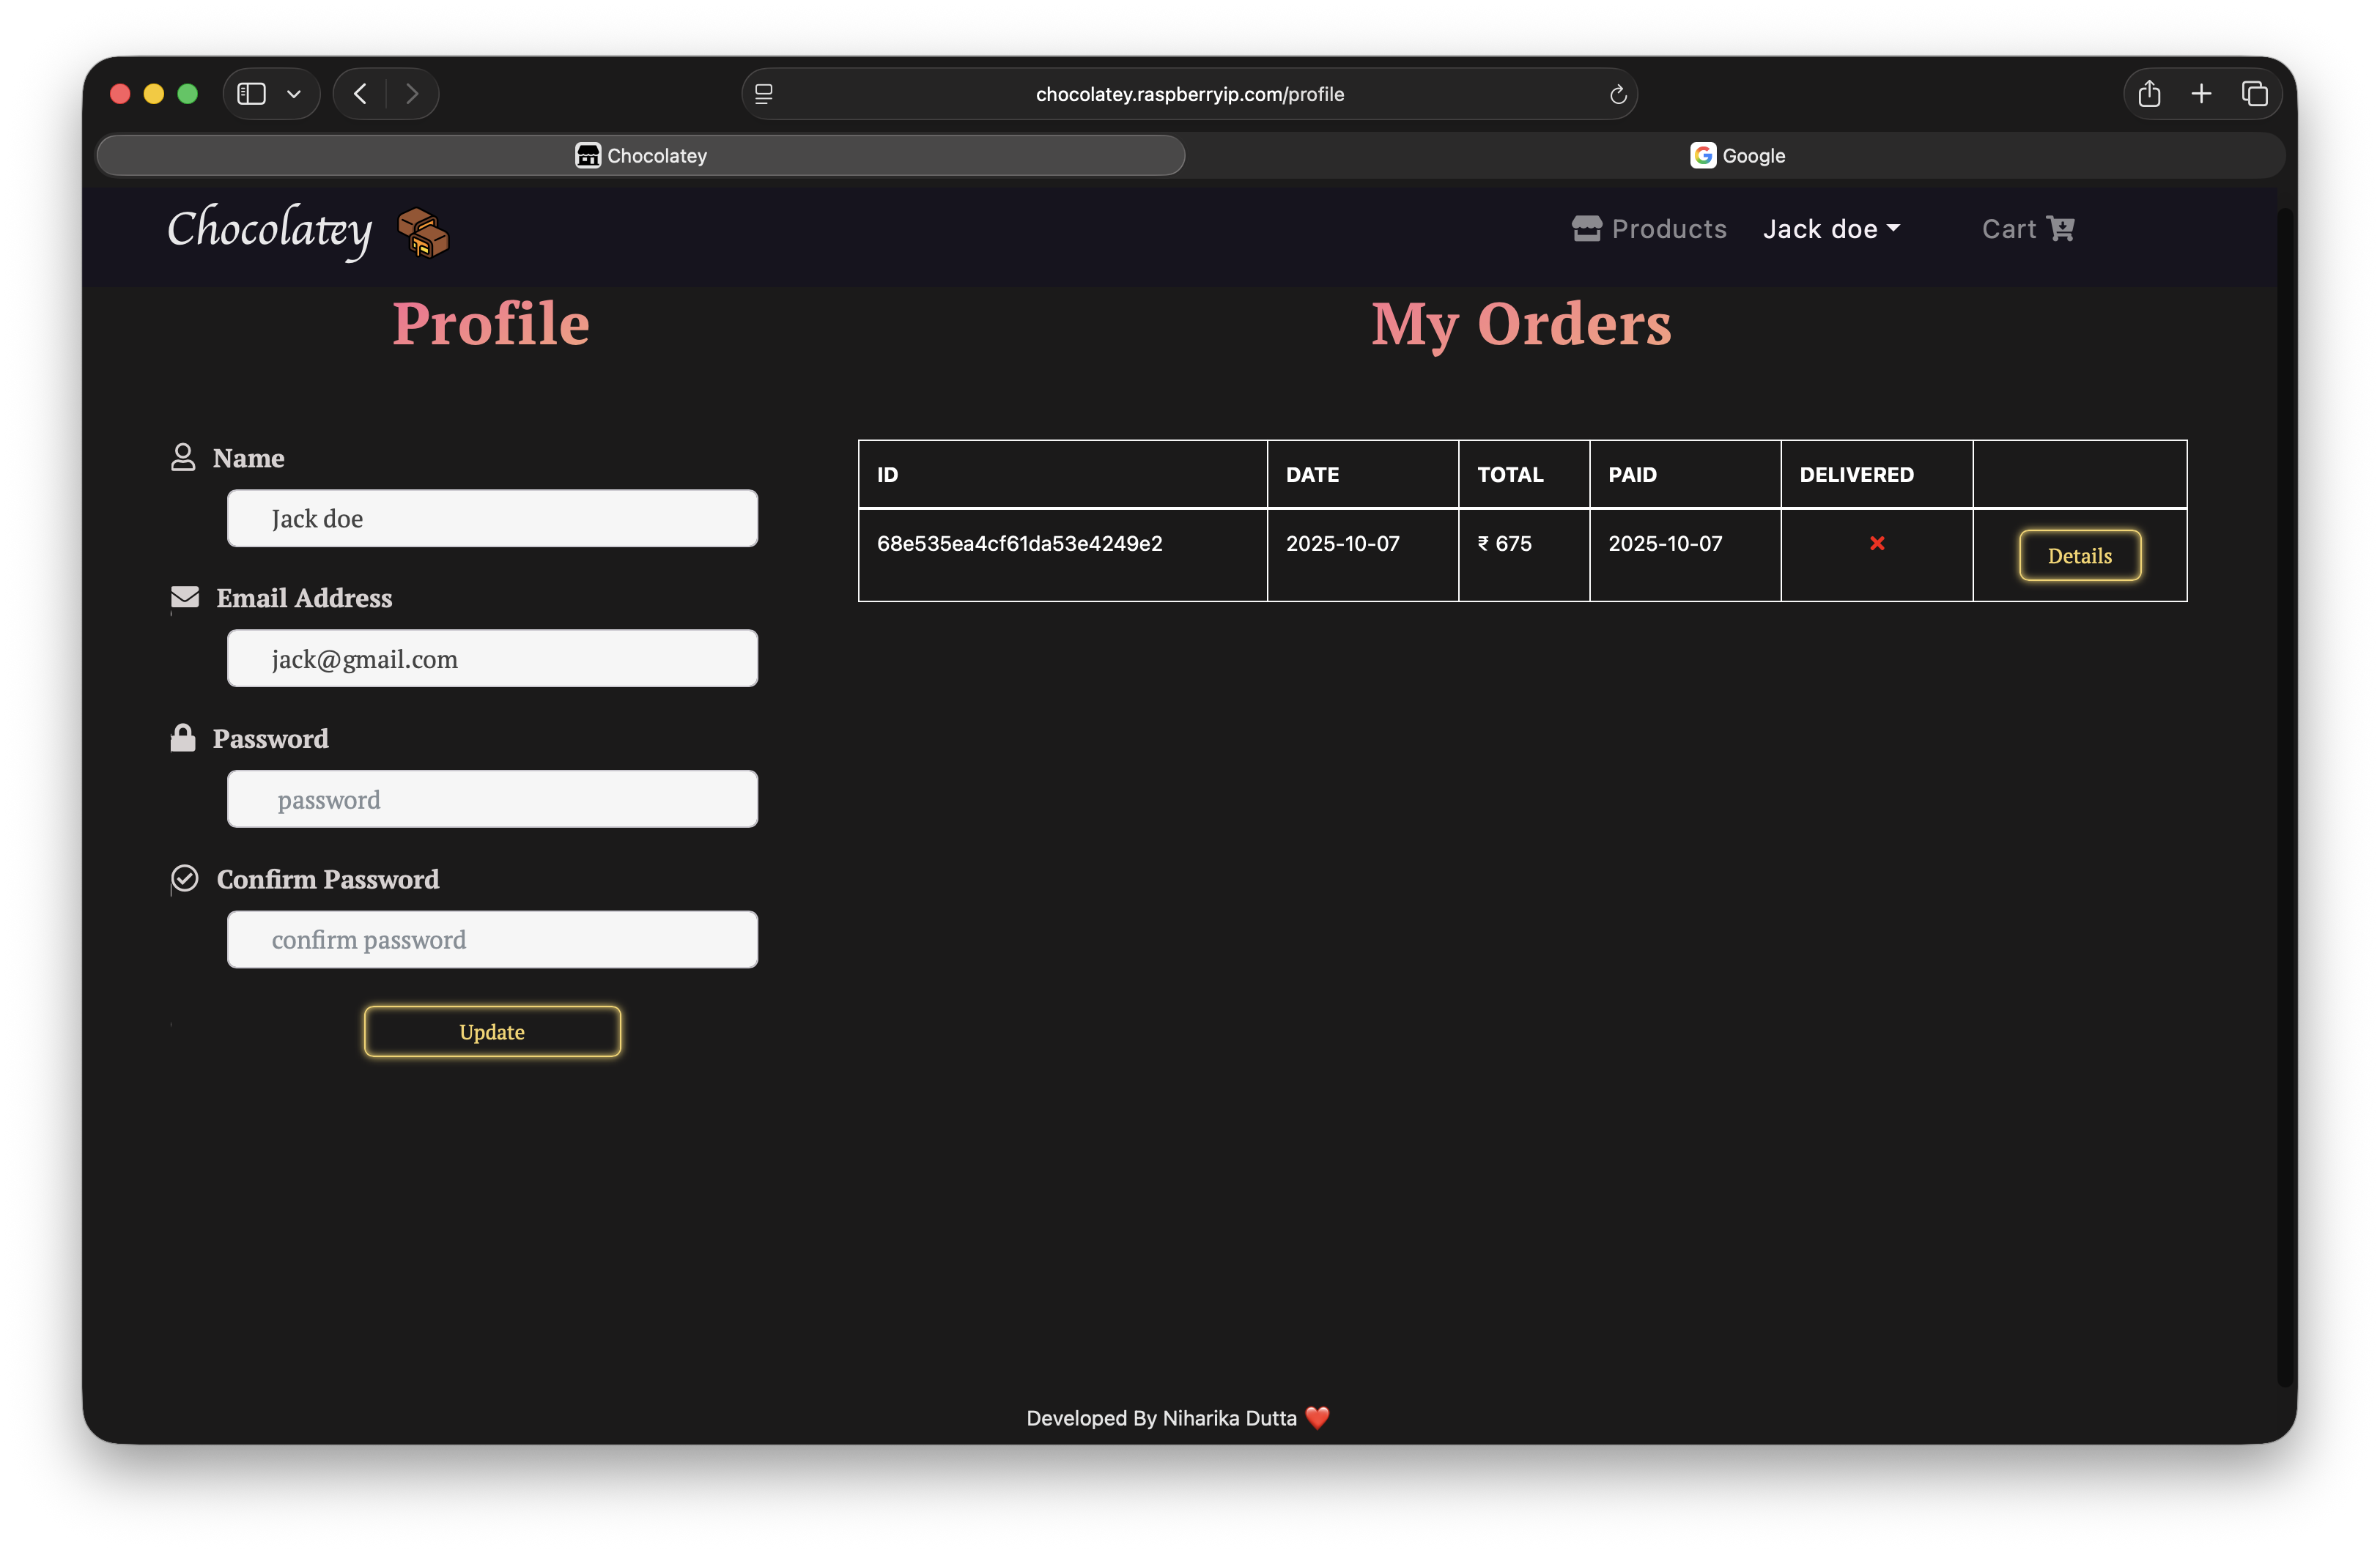 chocolatey.raspberryip.com/profile
Chocolatey
Google
Chocolatey
Products
Jack doe
Cart
Profile
Name
Jack doe
Email Address
jack@gmail.com
Password
password
Confirm Password
confirm password
Update
My Orders
ID DATE TOTAL PAID DELIVERED
68e535ea4cf61da53e4249e2 2025-10-07 ₹ 675 2025-10-07 Details
Developed By Niharika Dutta ❤️